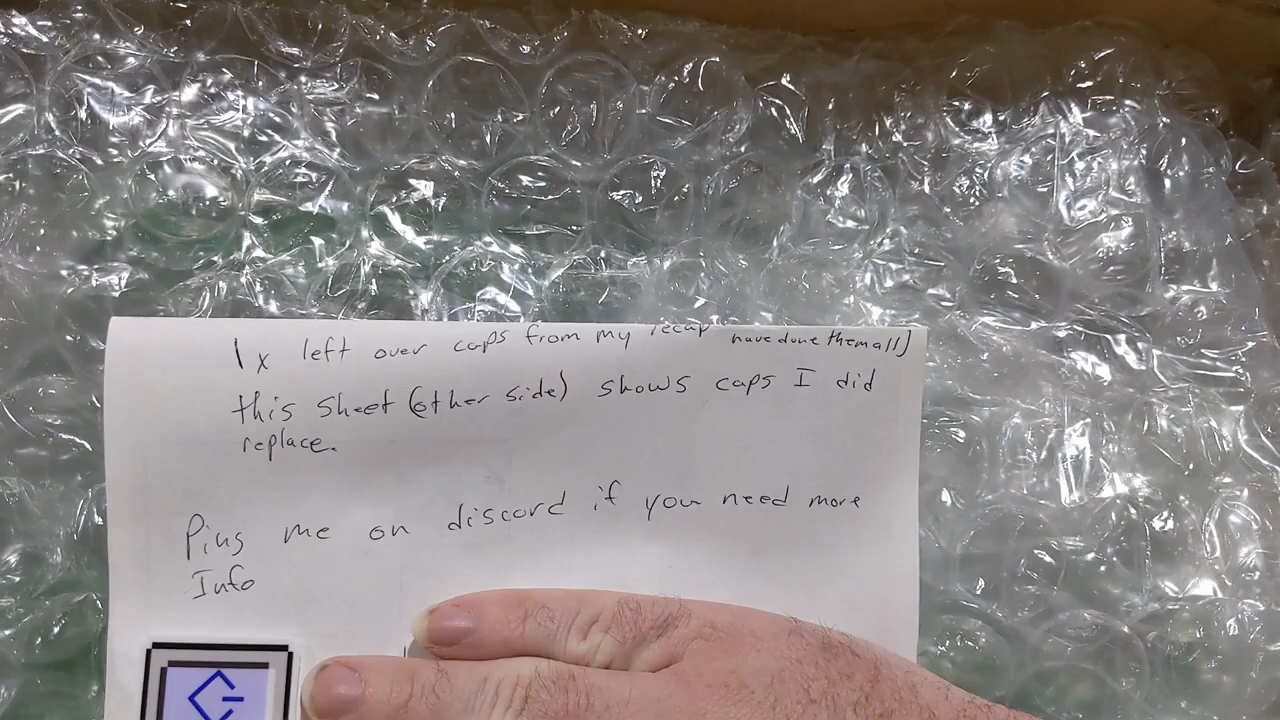 1x left over caps from my recap have done them all)
this sheet (other side) shows caps I did
replace.
Ping me on discord if you need more
Info